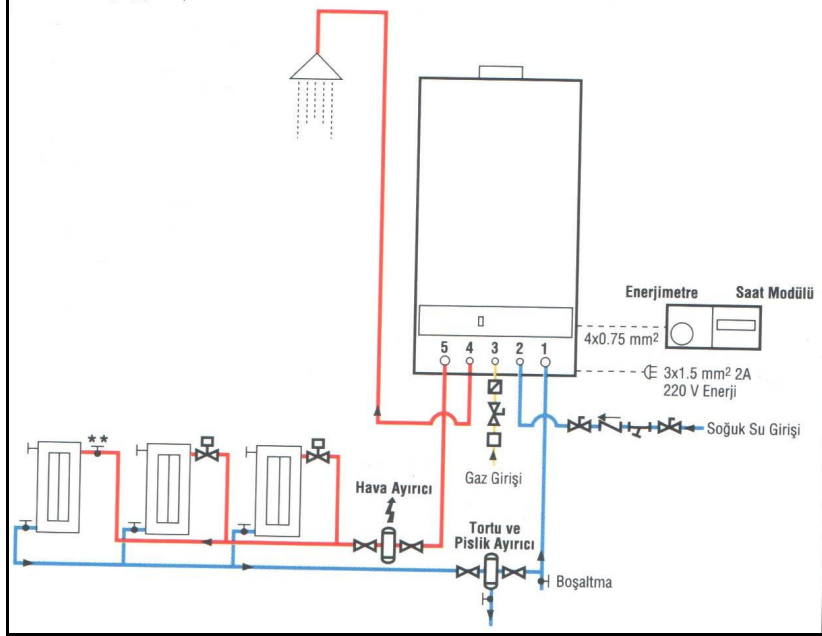 Enerjimetre
Saat Modülü
4x0.75 mm²
5 4 3 2 1
3x1.5 mm² 2A
220 V Enerji
Soğuk Su Girişi
Gaz Girişi
**
Hava Ayırıcı
Tortu ve
Pislik Ayırıcı
Boşaltma